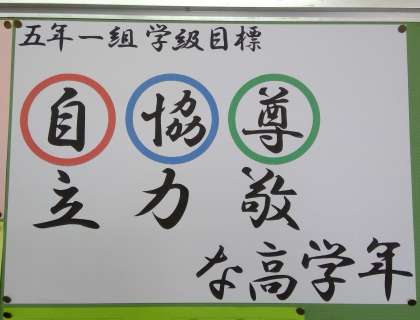 五年一組 学級目標
自 協 尊
立 力 敬
な高学年